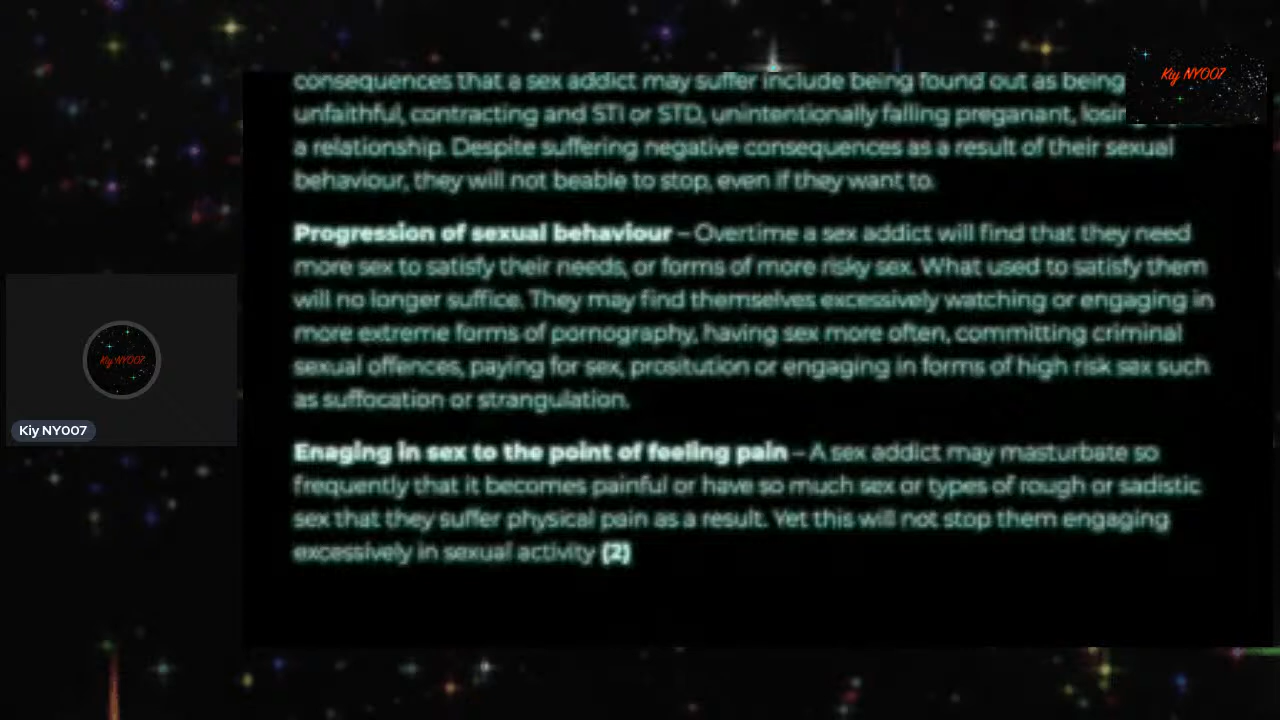 consequences that a sex addict may suffer include being found out as being
unfaithful, contracting and STI or STD, unintentionally falling preganant,
a relationship. Despite suffering negative consequences as a result of their sexual
behaviour, they will not beable to stop, even if they want to.
Progression of sexual behaviour – Overtime a sex addict will find that they need
more sex to satisfy their needs, or forms of more risky sex. What used to satisfy them
will no longer suffice. They may find themselves excessively watching or engaging in
more extreme forms of pornography, having sex more often, committing criminal
sexual offences, paying for sex, prositution or engaging in forms of high risk sax such
as suffocation or strangulation.
Enaging in sex to the point of feeling pain – A sex addict may masturbate so
frequently that it becomes painful or have so much sex or types of rough or sadistic
sex that they suffer physical pain as a result. Yet this will not stop them engaging
excessively in sexual activity (2)
Kiy NY007
Kiy NY007
Kiy NY007